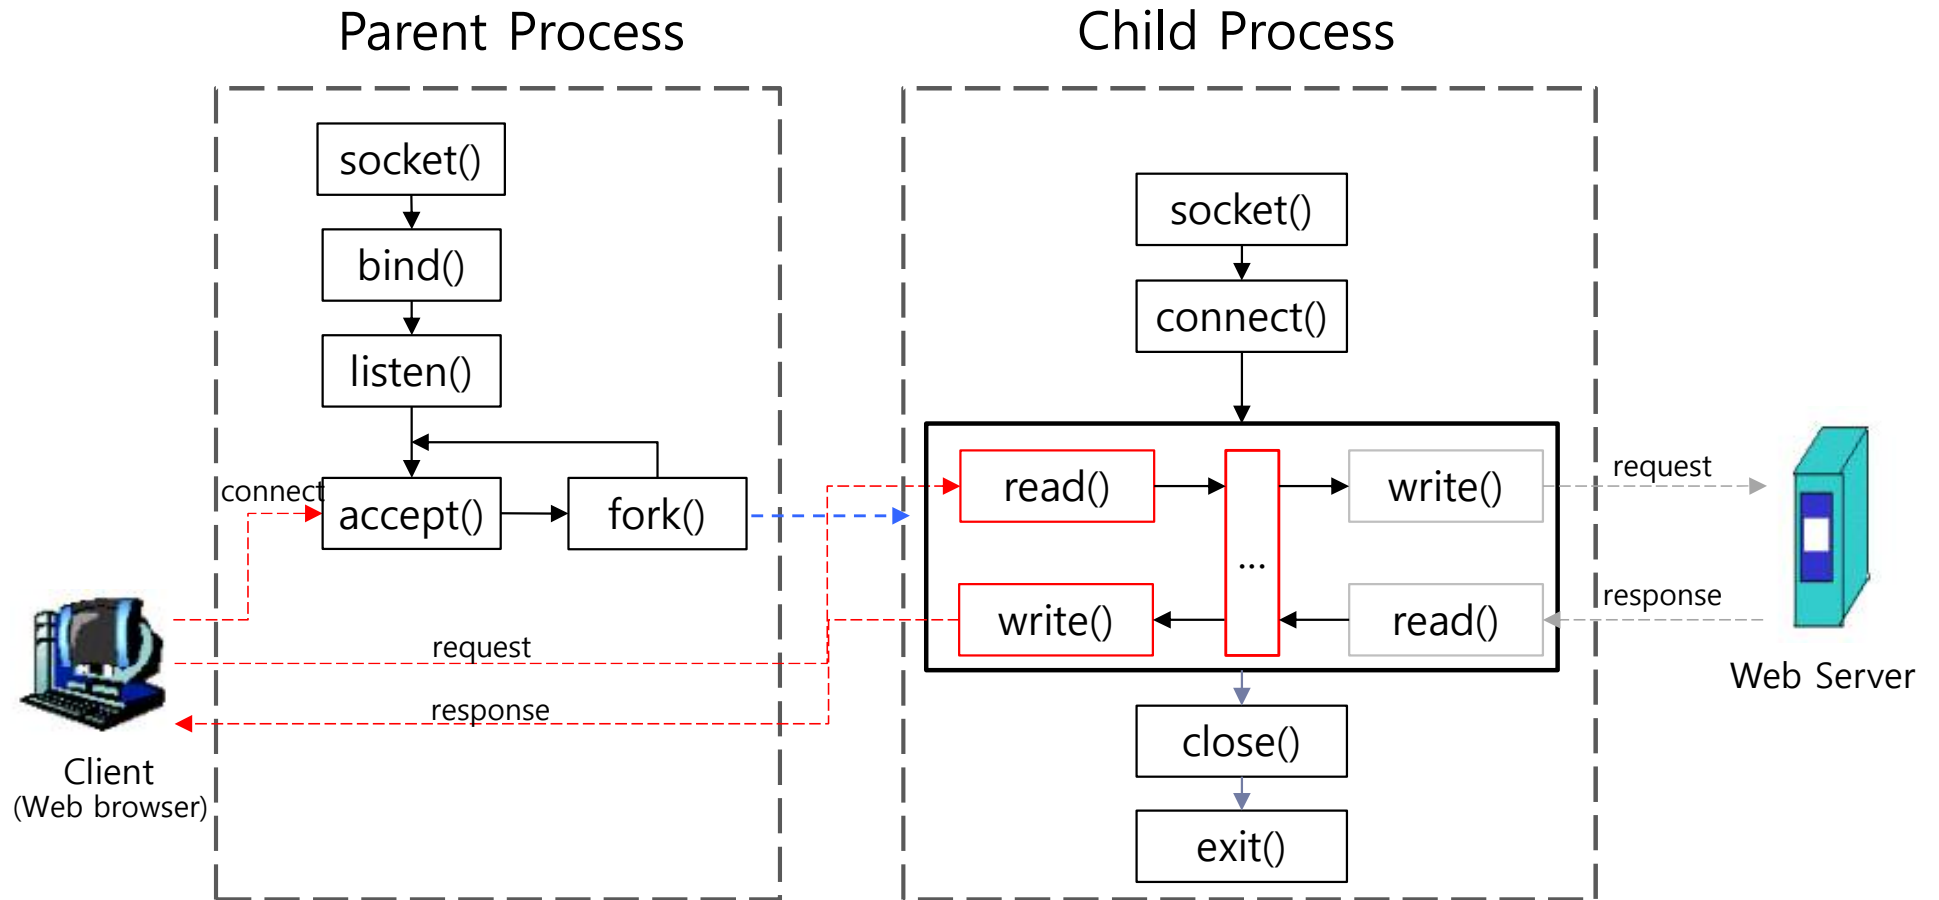 Parent Process
Child Process
socket()
bind()
listen()
connect
accept()
fork()
request
response
Client
(Web browser)
socket()
connect()
read()
write()
...
write()
read()
close()
exit()
request
response
Web Server